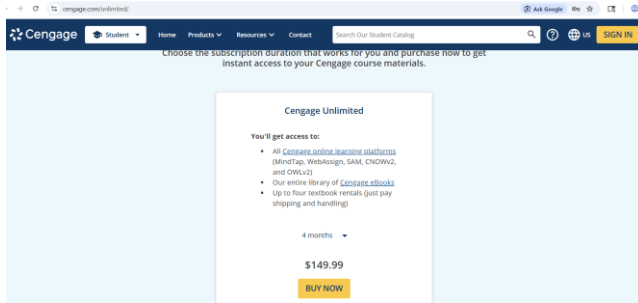 cengage.com/unlimited/
Ask Google
Cengage
Student
Home
Products
Resources
Contact
Search Our Student Catalog
US
SIGN IN
Choose the subscription duration that works for you and purchase now to get
instant access to your Cengage course materials.
Cengage Unlimited
You'll get access to:
All Cengage online learning platforms
(MindTap, WebAssign, SAM, CNOWv2,
and OWLv2)
Our entire library of Cengage eBooks
Up to four textbook rentals (just pay
shipping and handling)
4 months
$149.99
BUY NOW